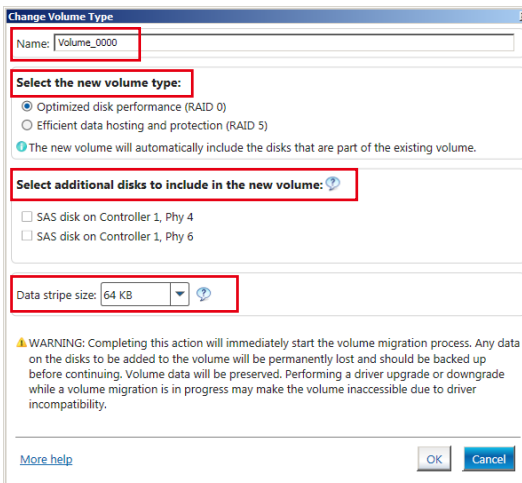 Change Volume Type
Name: Volume_0000
Select the new volume type:
Optimized disk performance (RAID 0)
Efficient data hosting and protection (RAID 5)
The new volume will automatically include the disks that are part of the existing volume.
Select additional disks to include in the new volume:
SAS disk on Controller 1, Phy 4
SAS disk on Controller 1, Phy 6
Data stripe size: 64 KB
WARNING: Completing this action will immediately start the volume migration process. Any data
on the disks to be added to the volume will be permanently lost and should be backed up
before continuing. Volume data will be preserved. Performing a driver upgrade or downgrade
while a volume migration is in progress may make the volume inaccessible due to driver
incompatibility.
More help OK Cancel